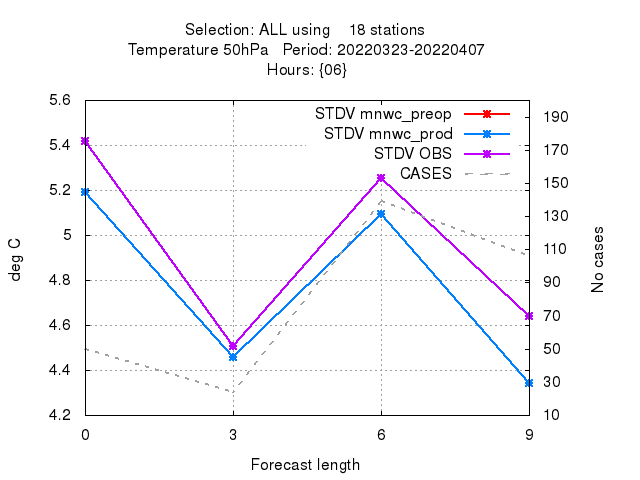 Selection: ALL using    18 stations
Temperature 50hPa   Period: 20220323-20220407
Hours: {06}
STDV mnwc_preop
STDV mnwc_prod
STDV OBS
CASES
deg C
5.6
5.4
5.2
5
4.8
4.6
4.4
4.2
190
170
150
130
110
90
70
50
30
10
No cases
0 3 6 9
Forecast length